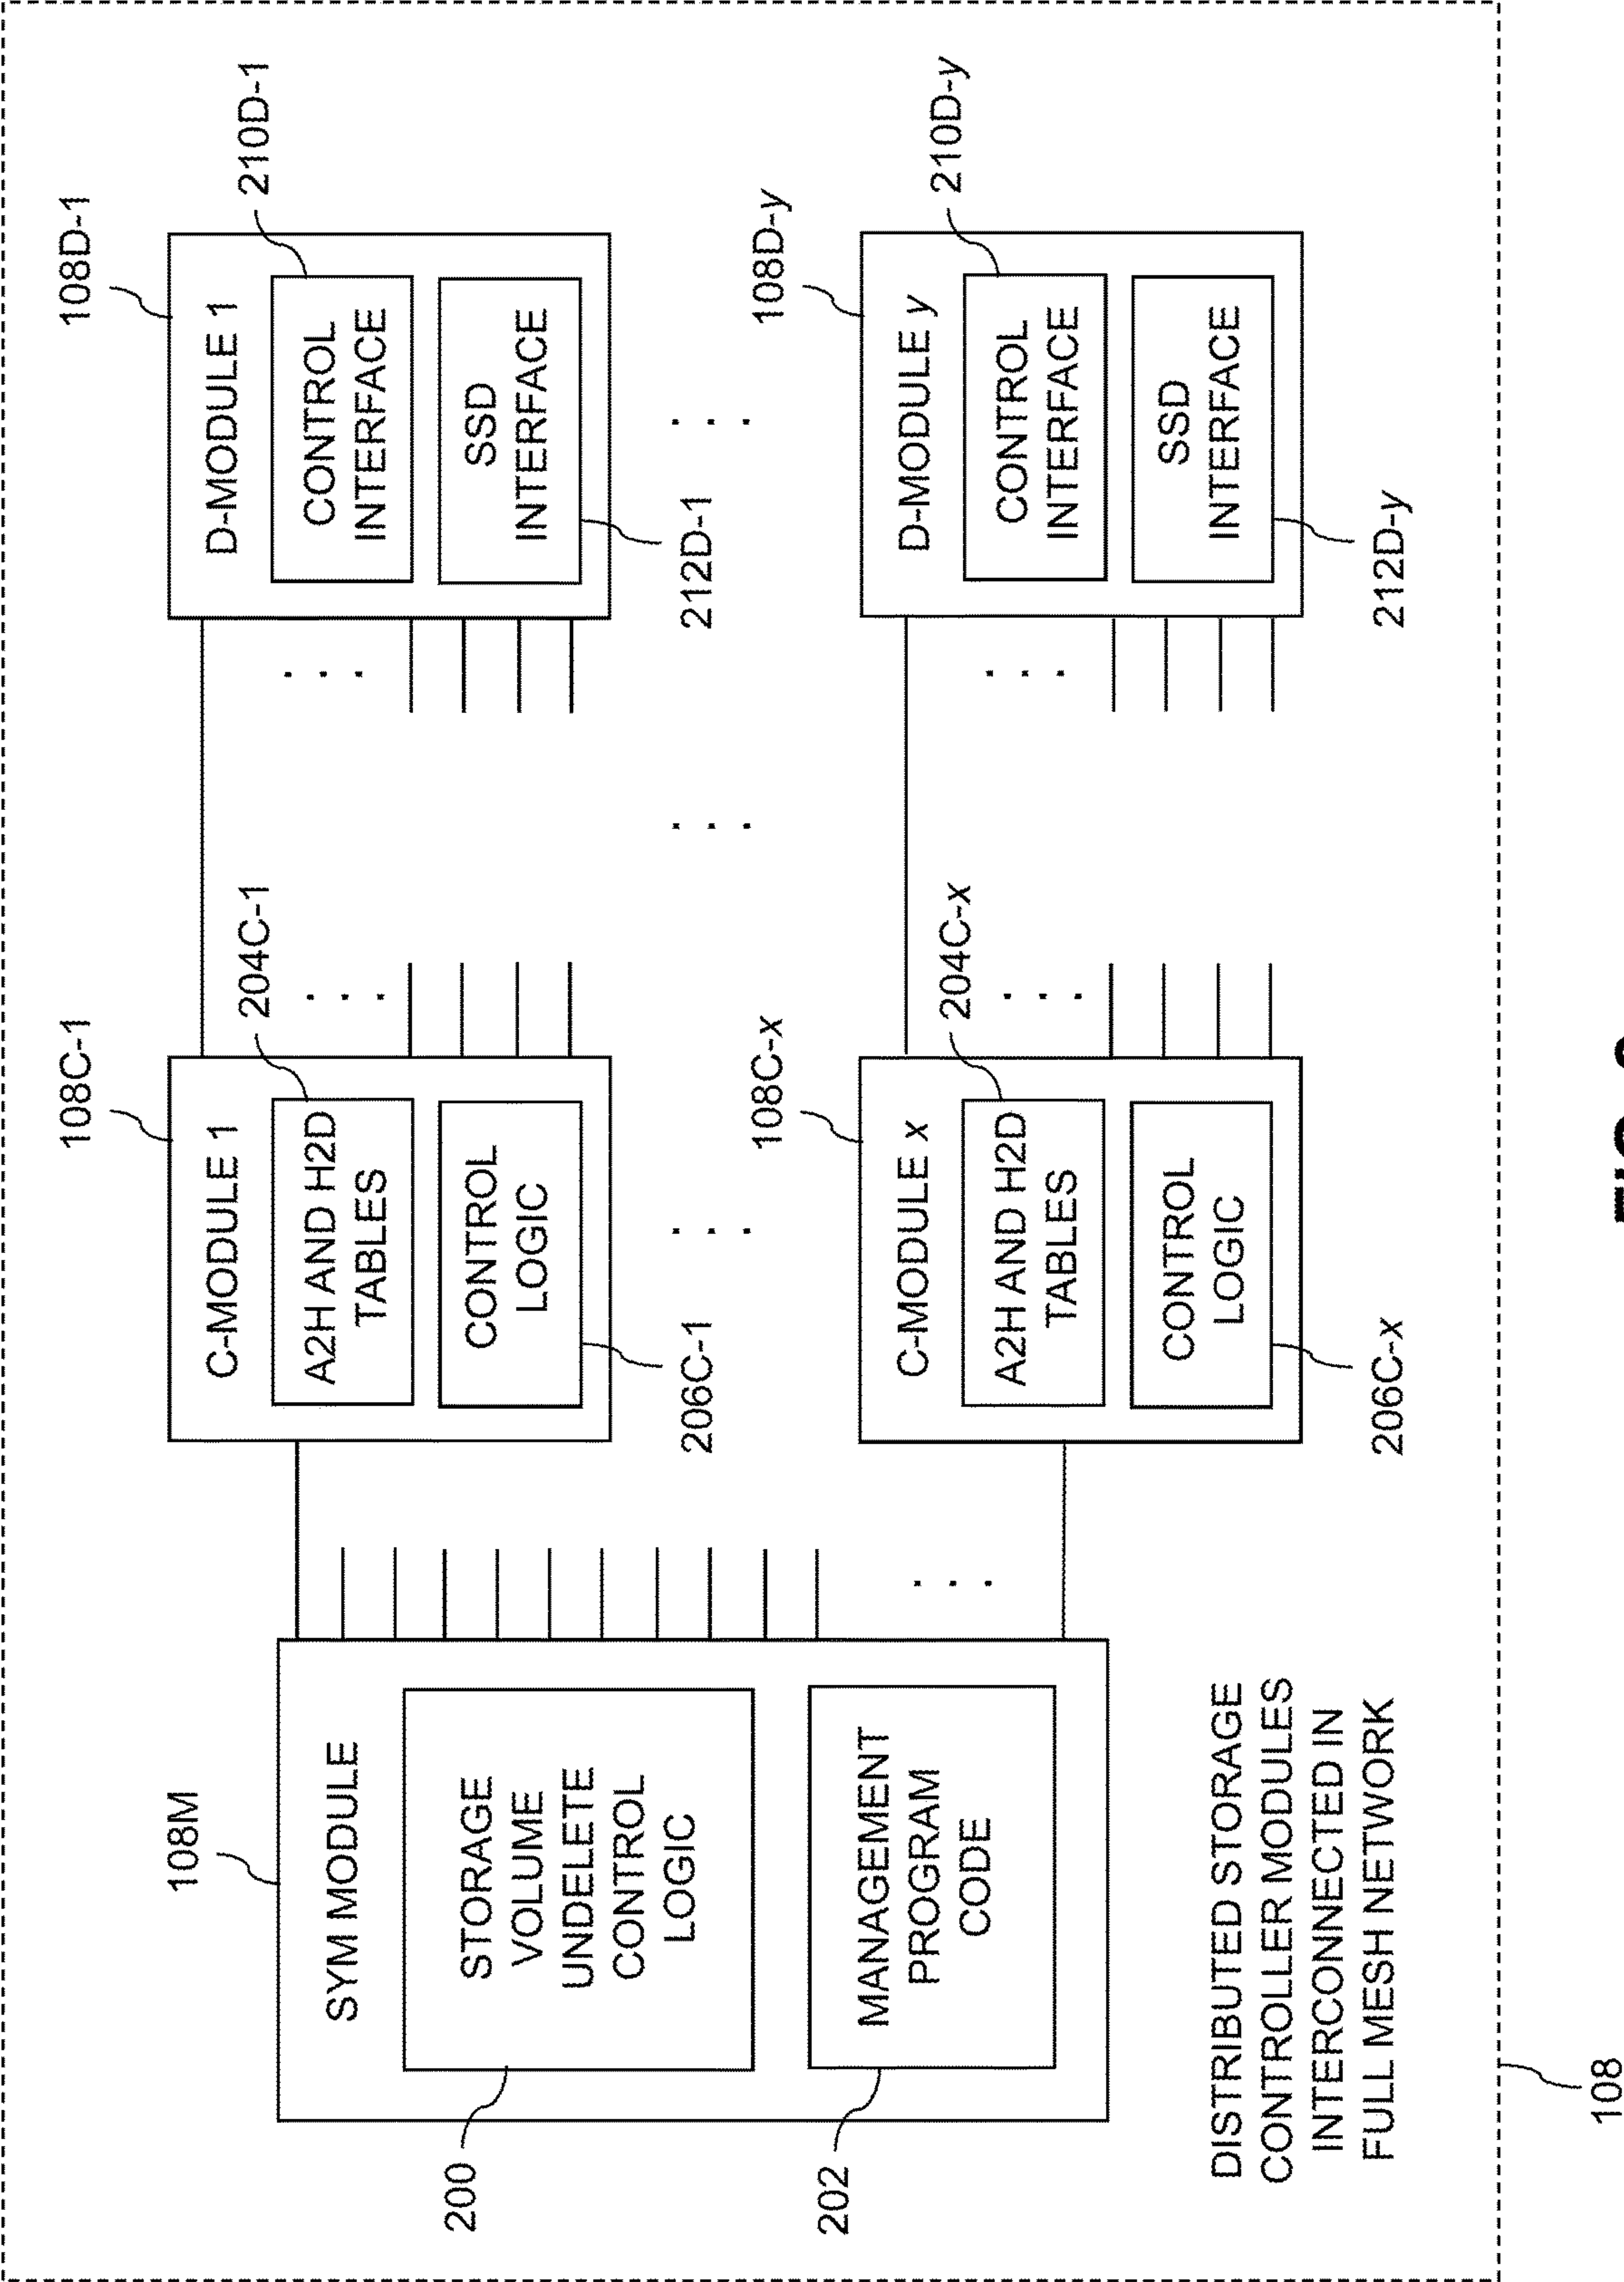 108M
SYM MODULE
STORAGE
VOLUME
UNDELETE
CONTROL
LOGIC
200
MANAGEMENT
PROGRAM
CODE
202
108C-1
C-MODULE 1
204C-1
A2H AND H2D
TABLES
CONTROL
LOGIC
206C-1
. . .
108D-1
D-MODULE 1
210D-1
CONTROL
INTERFACE
SSD
INTERFACE
212D-1
. . .
. . .
. . .
. . .
. . .
108C-x
C-MODULE x
204C-x
A2H AND H2D
TABLES
CONTROL
LOGIC
206C-x
. . .
108D-y
D-MODULE y
210D-y
CONTROL
INTERFACE
SSD
INTERFACE
212D-y
. . .
. . .
DISTRIBUTED STORAGE
CONTROLLER MODULES
INTERCONNECTED IN
FULL MESH NETWORK
108